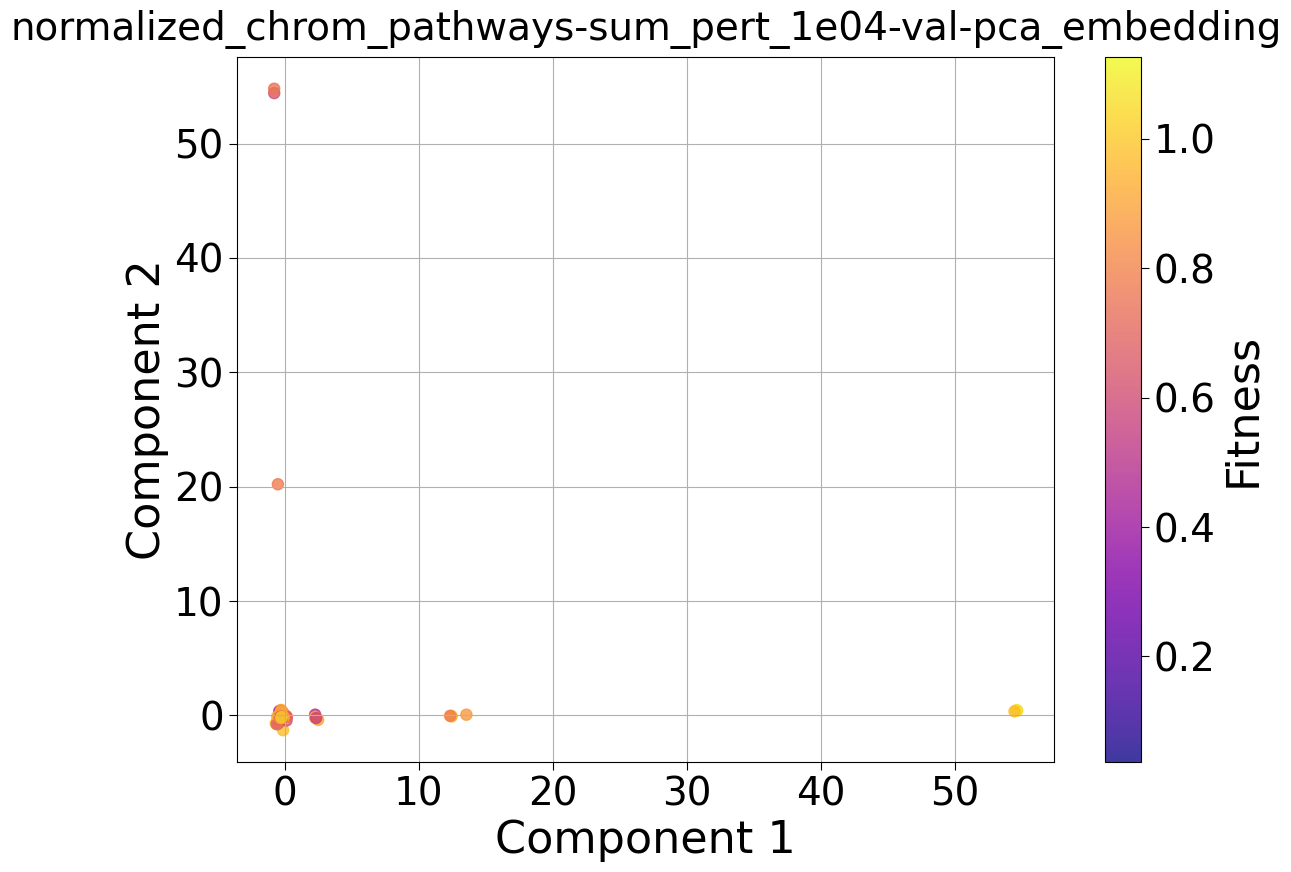 normalized_chrom_pathways-sum_pert_1e04-val-pca_embedding
50
40
30
20
10
0
Component 2
0 10 20 30 40 50
Component 1
1.0
0.8
0.6
0.4
0.2
Fitness